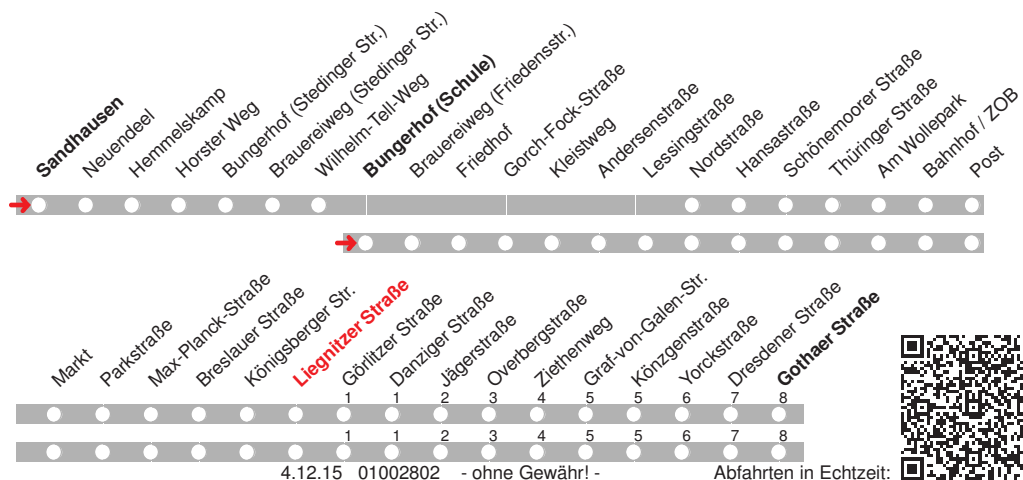 Sandhausen
Neuendeel
Hemmelskamp
Horster Weg
Bungerhof (Stedinger Str.)
Brauereiweg (Stedinger Str.)
Wilhelm-Tell-Weg
Bungerhof (Schule)
Brauereiweg (Friedensstr.)
Friedhof
Gorch-Fock-Straße
Kleistweg
Andersenstraße
Lessingstraße
Nordstraße
Hansastraße
Schönemoorer Straße
Thüringer Straße
Am Wollepark
Bahnhof / ZOB
Post
Markt
Parkstraße
Max-Planck-Straße
Breslauer Straße
Königsberger Str.
Liegnitzer Straße
Görlitzer Straße
Danziger Straße
Jägerstraße
Overbergstraße
Ziethenweg
Graf-von-Galen-Str.
Könzgenstraße
Yorckstraße
Dresdener Straße
Gothaer Straße
1 1 2 3 4 5 5 6 7 8
1 1 2 3 4 5 5 6 7 8
4.12.15 01002802 - ohne Gewähr! - Abfahrten in Echtzeit: